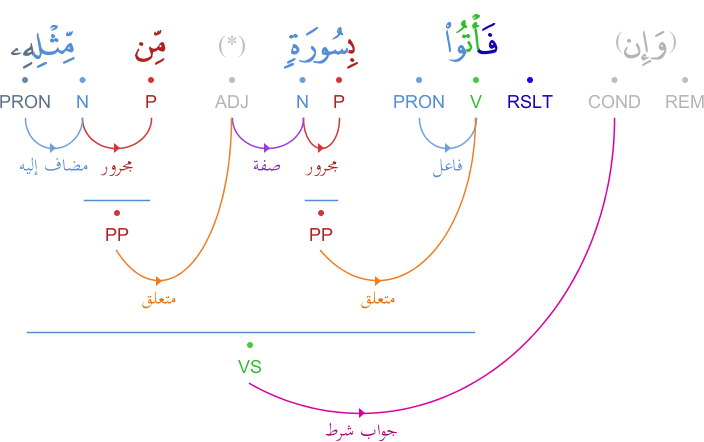 (وَإِن) فَأْتُوا۟ بِسُورَةٍ (*) مِّن مِّثْلِهِۦ
REM COND RSLT V PRON P N ADJ P N PRON
فاعل مجرور صفة مجرور مضاف إليه
PP PP
متعلق متعلق
VS
جواب شرط